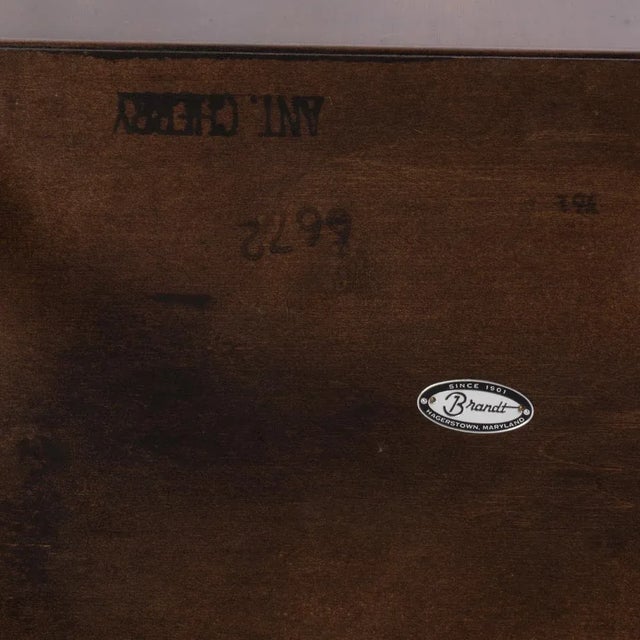 ANT. CHERRY
6672
SINCE 1901
Brandt
HAGERSTOWN, MARYLAND